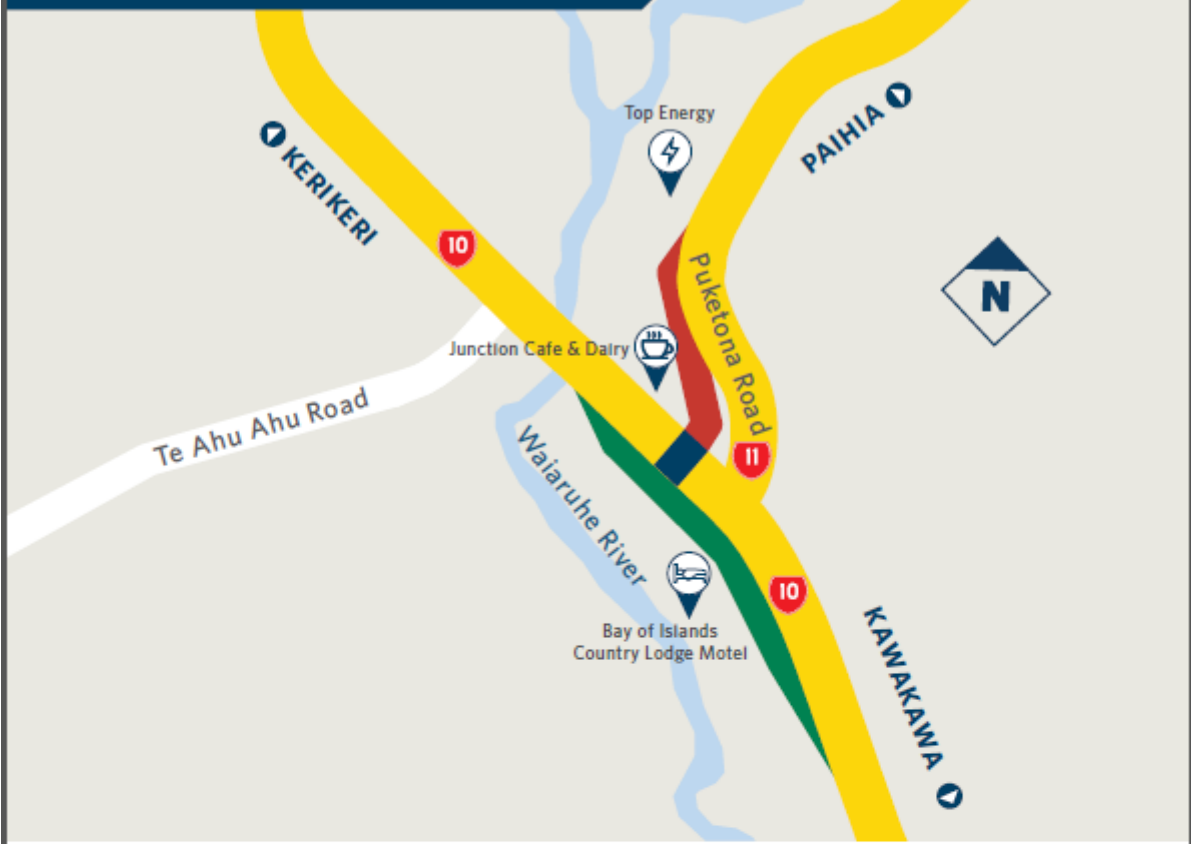 Top Energy
PAIHIA
KERIKERI
10
Puketona Road
N
Junction Cafe & Dairy
Te Ahu Ahu Road
11
Waiaruhe River
10
Bay of Islands
Country Lodge Motel
KAWAKAWA